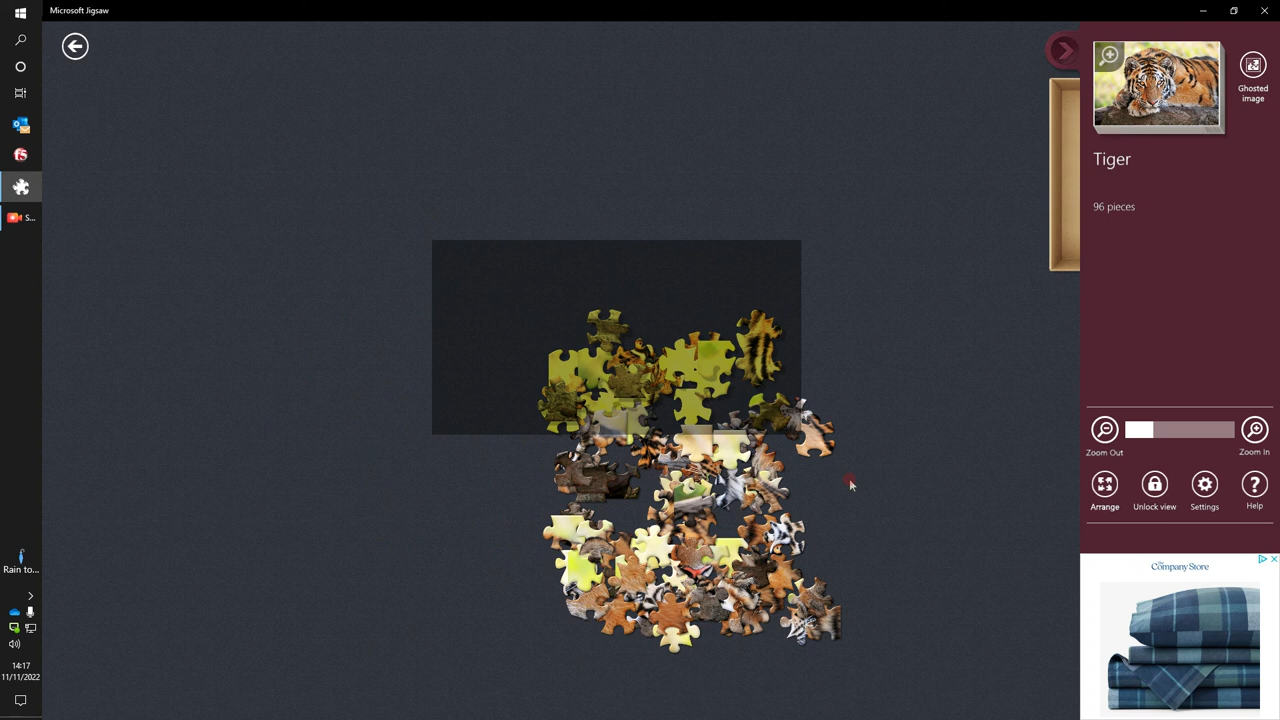 Microsoft Jigsaw
Ghosted
image
Tiger
96 pieces
Zoom Out
Zoom In
Arrange
Unlock view
Settings
Help
The
Company Store
S...
Rain to...
14:17
11/11/2022